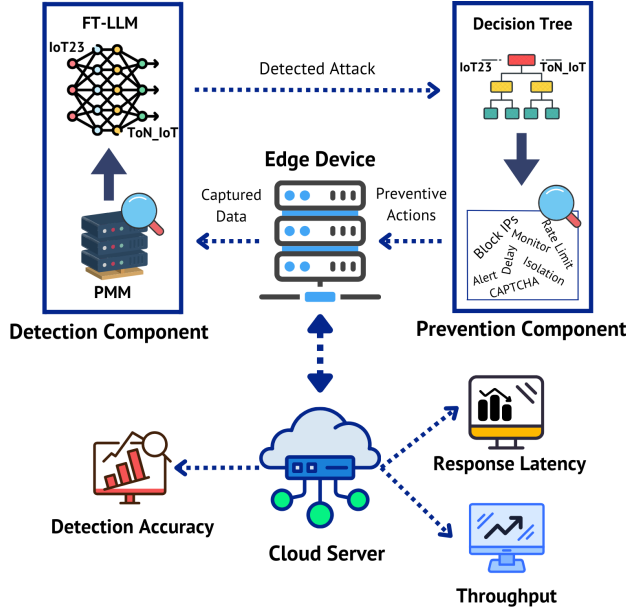 FT-LLM
IoT23
ToN_IoT
PMM
Detection Component
Detected Attack
Edge Device
Captured
Data
Preventive
Actions
Decision Tree
IoT23
ToN_IoT
Block IPs
Rate Limit
Monitor
Delay
Isolation
Alert
CAPTCHA
Prevention Component
Detection Accuracy
Cloud Server
Response Latency
Throughput